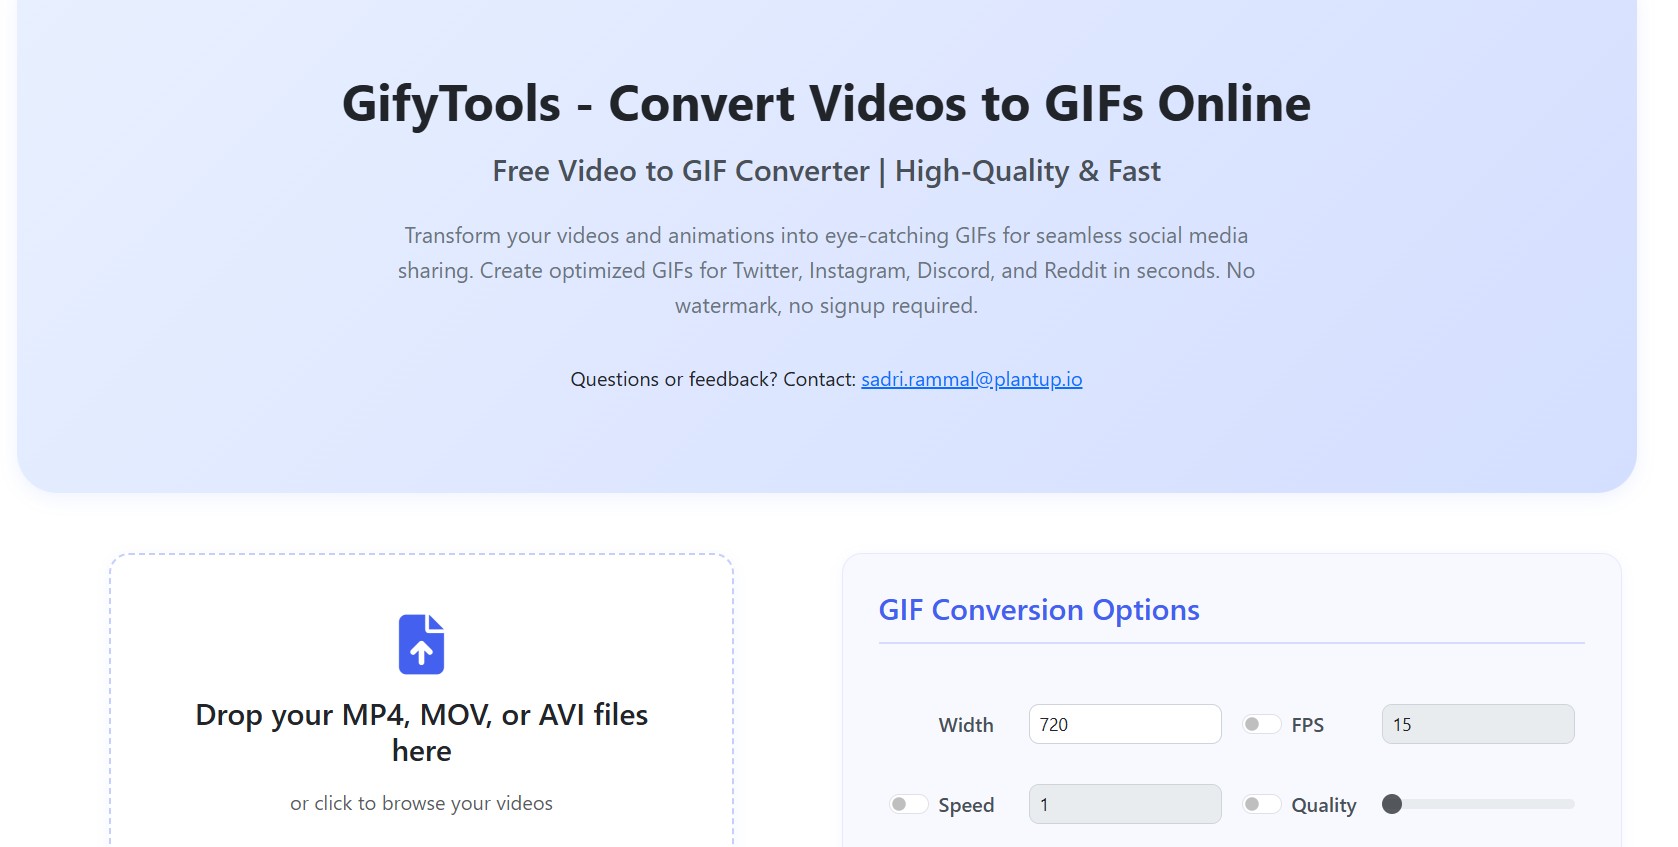 GifyTools - Convert Videos to GIFs Online
Free Video to GIF Converter | High-Quality & Fast
Transform your videos and animations into eye-catching GIFs for seamless social media
sharing. Create optimized GIFs for Twitter, Instagram, Discord, and Reddit in seconds. No
watermark, no signup required.
Questions or feedback? Contact: sadri.rammal@plantup.io
Drop your MP4, MOV, or AVI files
here
or click to browse your videos
GIF Conversion Options
Width 720 FPS 15
Speed 1 Quality